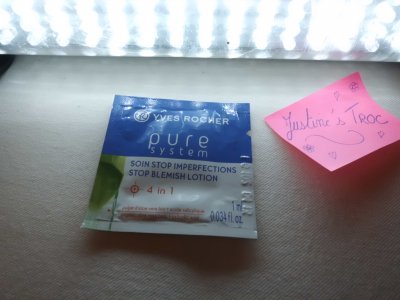 YVES ROCHER
pure
system
SOIN STOP IMPERFECTIONS
STOP BLEMISH LOTION
4 in 1
1 ml
0.034 fl.oz
Justine's Troc